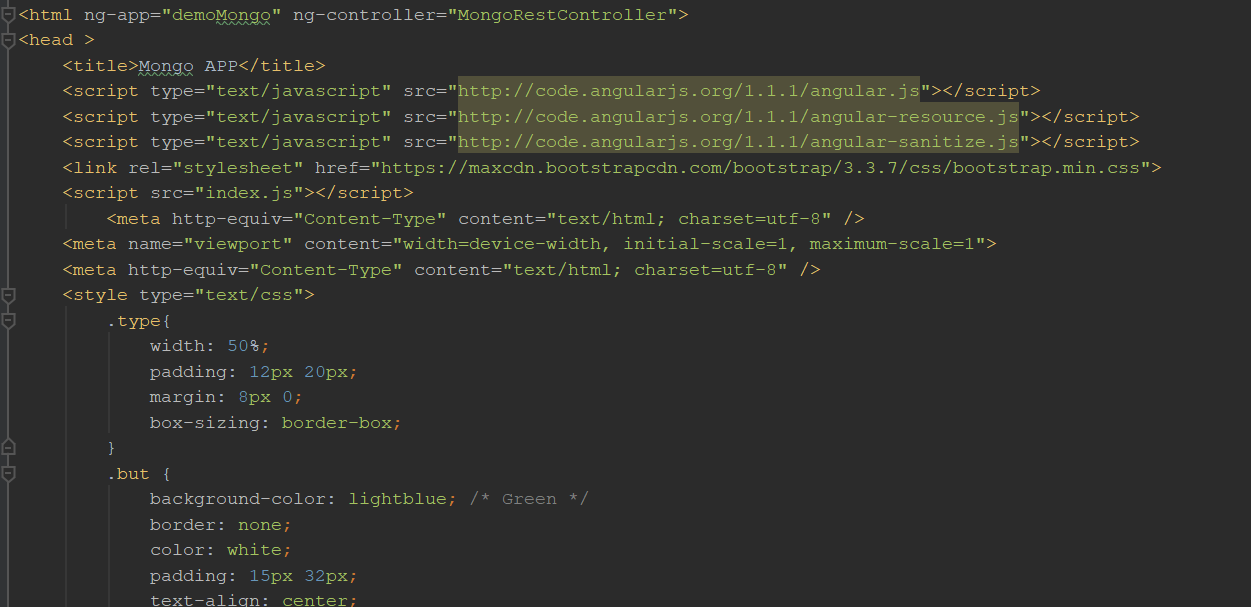 <html ng-app="demoMongo" ng-controller="MongoRestController">
<head >
<title>Mongo APP</title>
<script type="text/javascript" src="http://code.angularjs.org/1.1.1/angular.js"></script>
<script type="text/javascript" src="http://code.angularjs.org/1.1.1/angular-resource.js"></script>
<script type="text/javascript" src="http://code.angularjs.org/1.1.1/angular-sanitize.js"></script>
<link rel="stylesheet" href="https://maxcdn.bootstrapcdn.com/bootstrap/3.3.7/css/bootstrap.min.css">
<script src="index.js"></script>
<meta http-equiv="Content-Type" content="text/html; charset=utf-8" />
<meta name="viewport" content="width=device-width, initial-scale=1, maximum-scale=1">
<meta http-equiv="Content-Type" content="text/html; charset=utf-8" />
<style type="text/css">
.type{
width: 50%;
padding: 12px 20px;
margin: 8px 0;
box-sizing: border-box;
}
.but {
background-color: lightblue; /* Green */
border: none;
color: white;
padding: 15px 32px;
text-align: center;